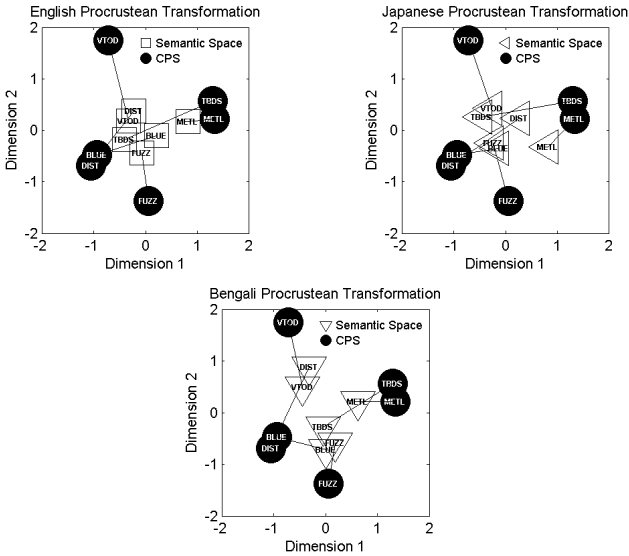 English Procrustean Transformation
2
1
0
-1
-2
-2
-1
0
1
2
Dimension 2
Dimension 1
Semantic Space
CPS
VTOD
TBDS
METL
BLUE
DIST
FUZZ
DIST
VTOD
METL
BLUE
TBDS
FUZZ
Japanese Procrustean Transformation
2
1
0
-1
-2
-2
-1
0
1
2
Dimension 2
Dimension 1
Semantic Space
CPS
VTOD
TBDS
METL
BLUE
DIST
FUZZ
VTOD
TBDS
DIST
FUZZ
BLUE
METL
Bengali Procrustean Transformation
2
1
0
-1
-2
-2
-1
0
1
2
Dimension 2
Dimension 1
Semantic Space
CPS
VTOD
TBDS
METL
BLUE
DIST
FUZZ
DIST
VTOD
METL
TBDS
FUZZ
BLUE